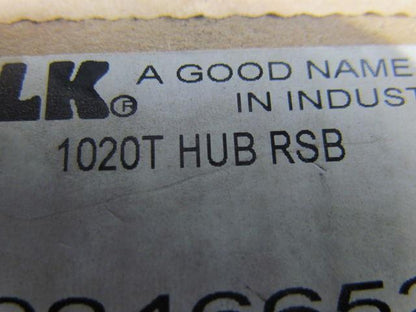 LK® A GOOD NAME
IN INDUST
1020T HUB RSB